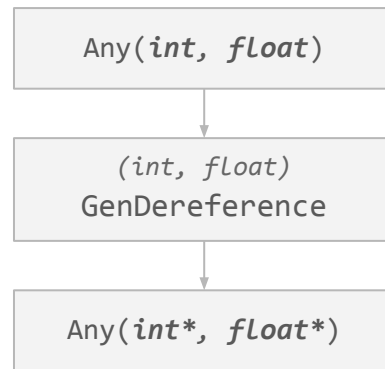 Any(int, float)
(int, float)
GenDereference
Any(int*, float*)